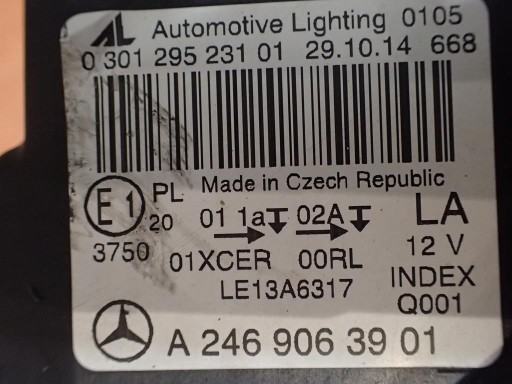 AL Automotive Lighting 0105
0 301 295 231 01 29.10.14 668
Made in Czech Republic
E1 PL 01 1a 02A LA
20
3750 01XCER 00RL 12 V
LE13A6317 INDEX
Q001
A 246 906 39 01